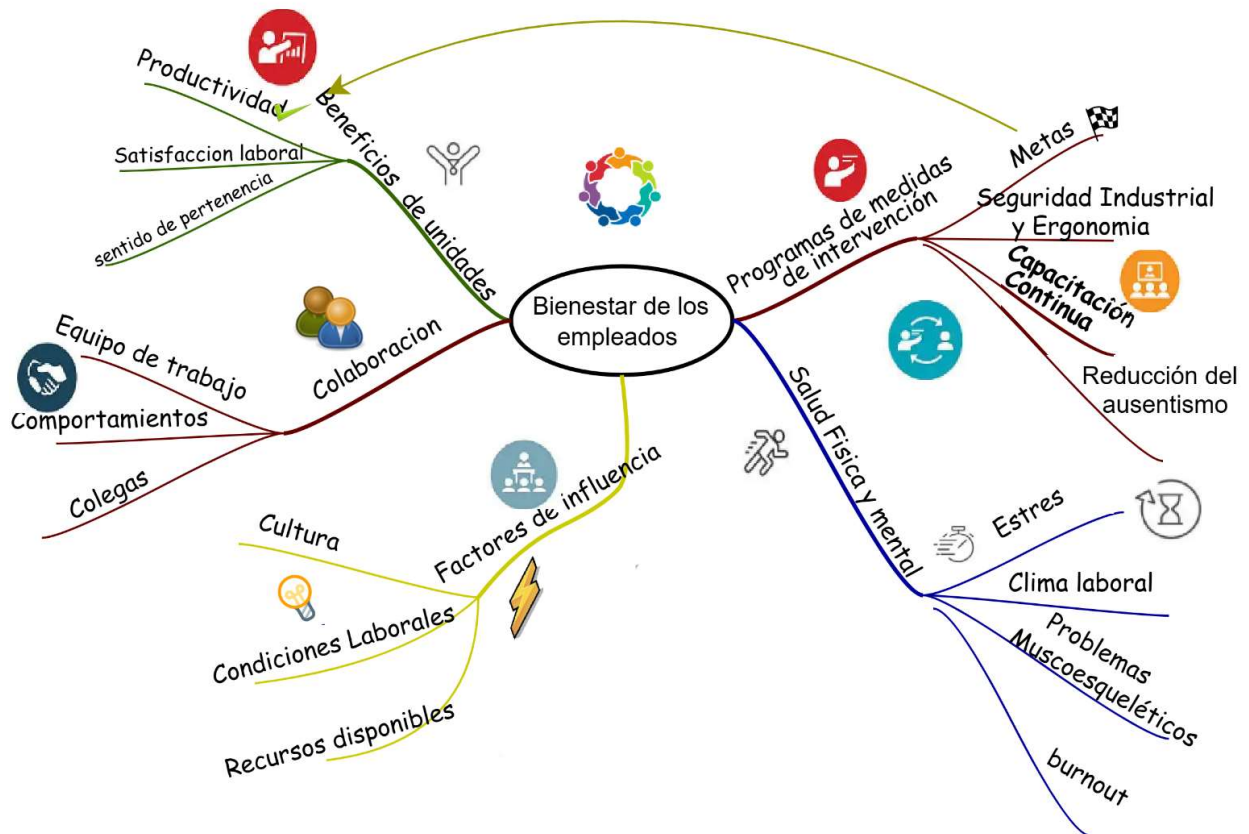 Bienestar de los
empleados
Beneficios de unidades
Productividad
Satisfaccion laboral
sentido de pertenencia
Colaboracion
Equipo de trabajo
Comportamientos
Colegas
Factores de influencia
Cultura
Condiciones Laborales
Recursos disponibles
Programas de medidas
de intervención
Metas
Seguridad Industrial
y Ergonomia
Capacitación
Continua
Reducción del
ausentismo
Salud Fisica y mental
Estres
Clima laboral
Problemas
Muscoesqueléticos
burnout